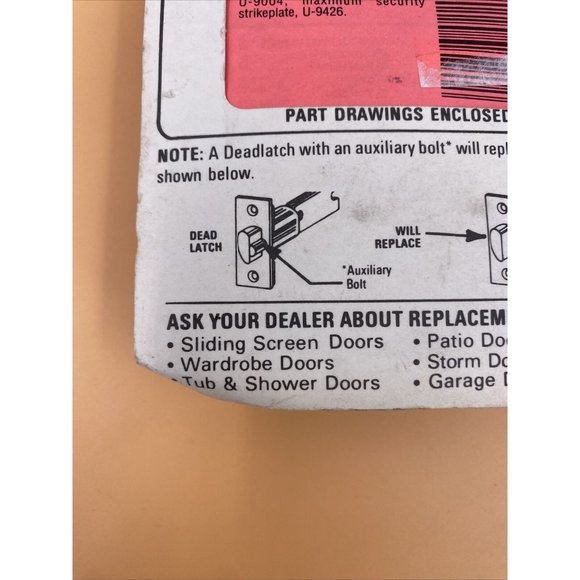 U-9004, maximum security
strikeplate, U-9426.
PART DRAWINGS ENCLOSED
NOTE: A Deadlatch with an auxiliary bolt* will repl
shown below.
DEAD
LATCH
WILL
REPLACE
*Auxiliary
Bolt
ASK YOUR DEALER ABOUT REPLACEM
• Sliding Screen Doors
• Wardrobe Doors
• Tub & Shower Doors
• Patio Doo
• Storm Do
• Garage D